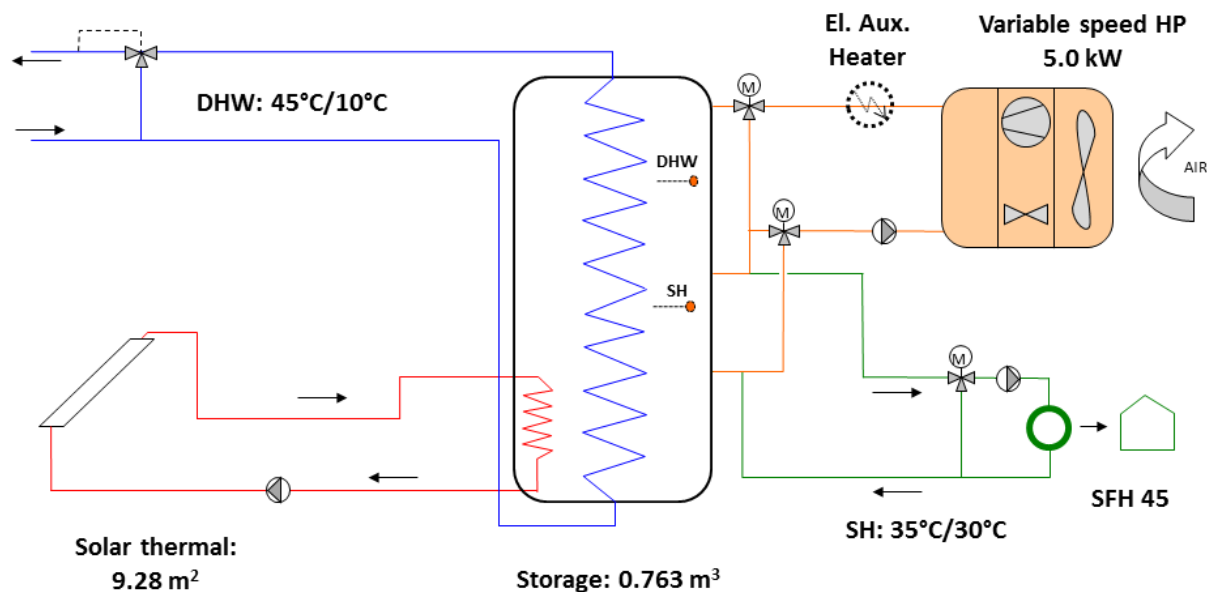 El. Aux.
Heater
Variable speed HP
5.0 kW
M
DHW: 45°C/10°C
DHW
AIR
M
SH
M
SFH 45
SH: 35°C/30°C
Solar thermal:
9.28 m²
Storage: 0.763 m³